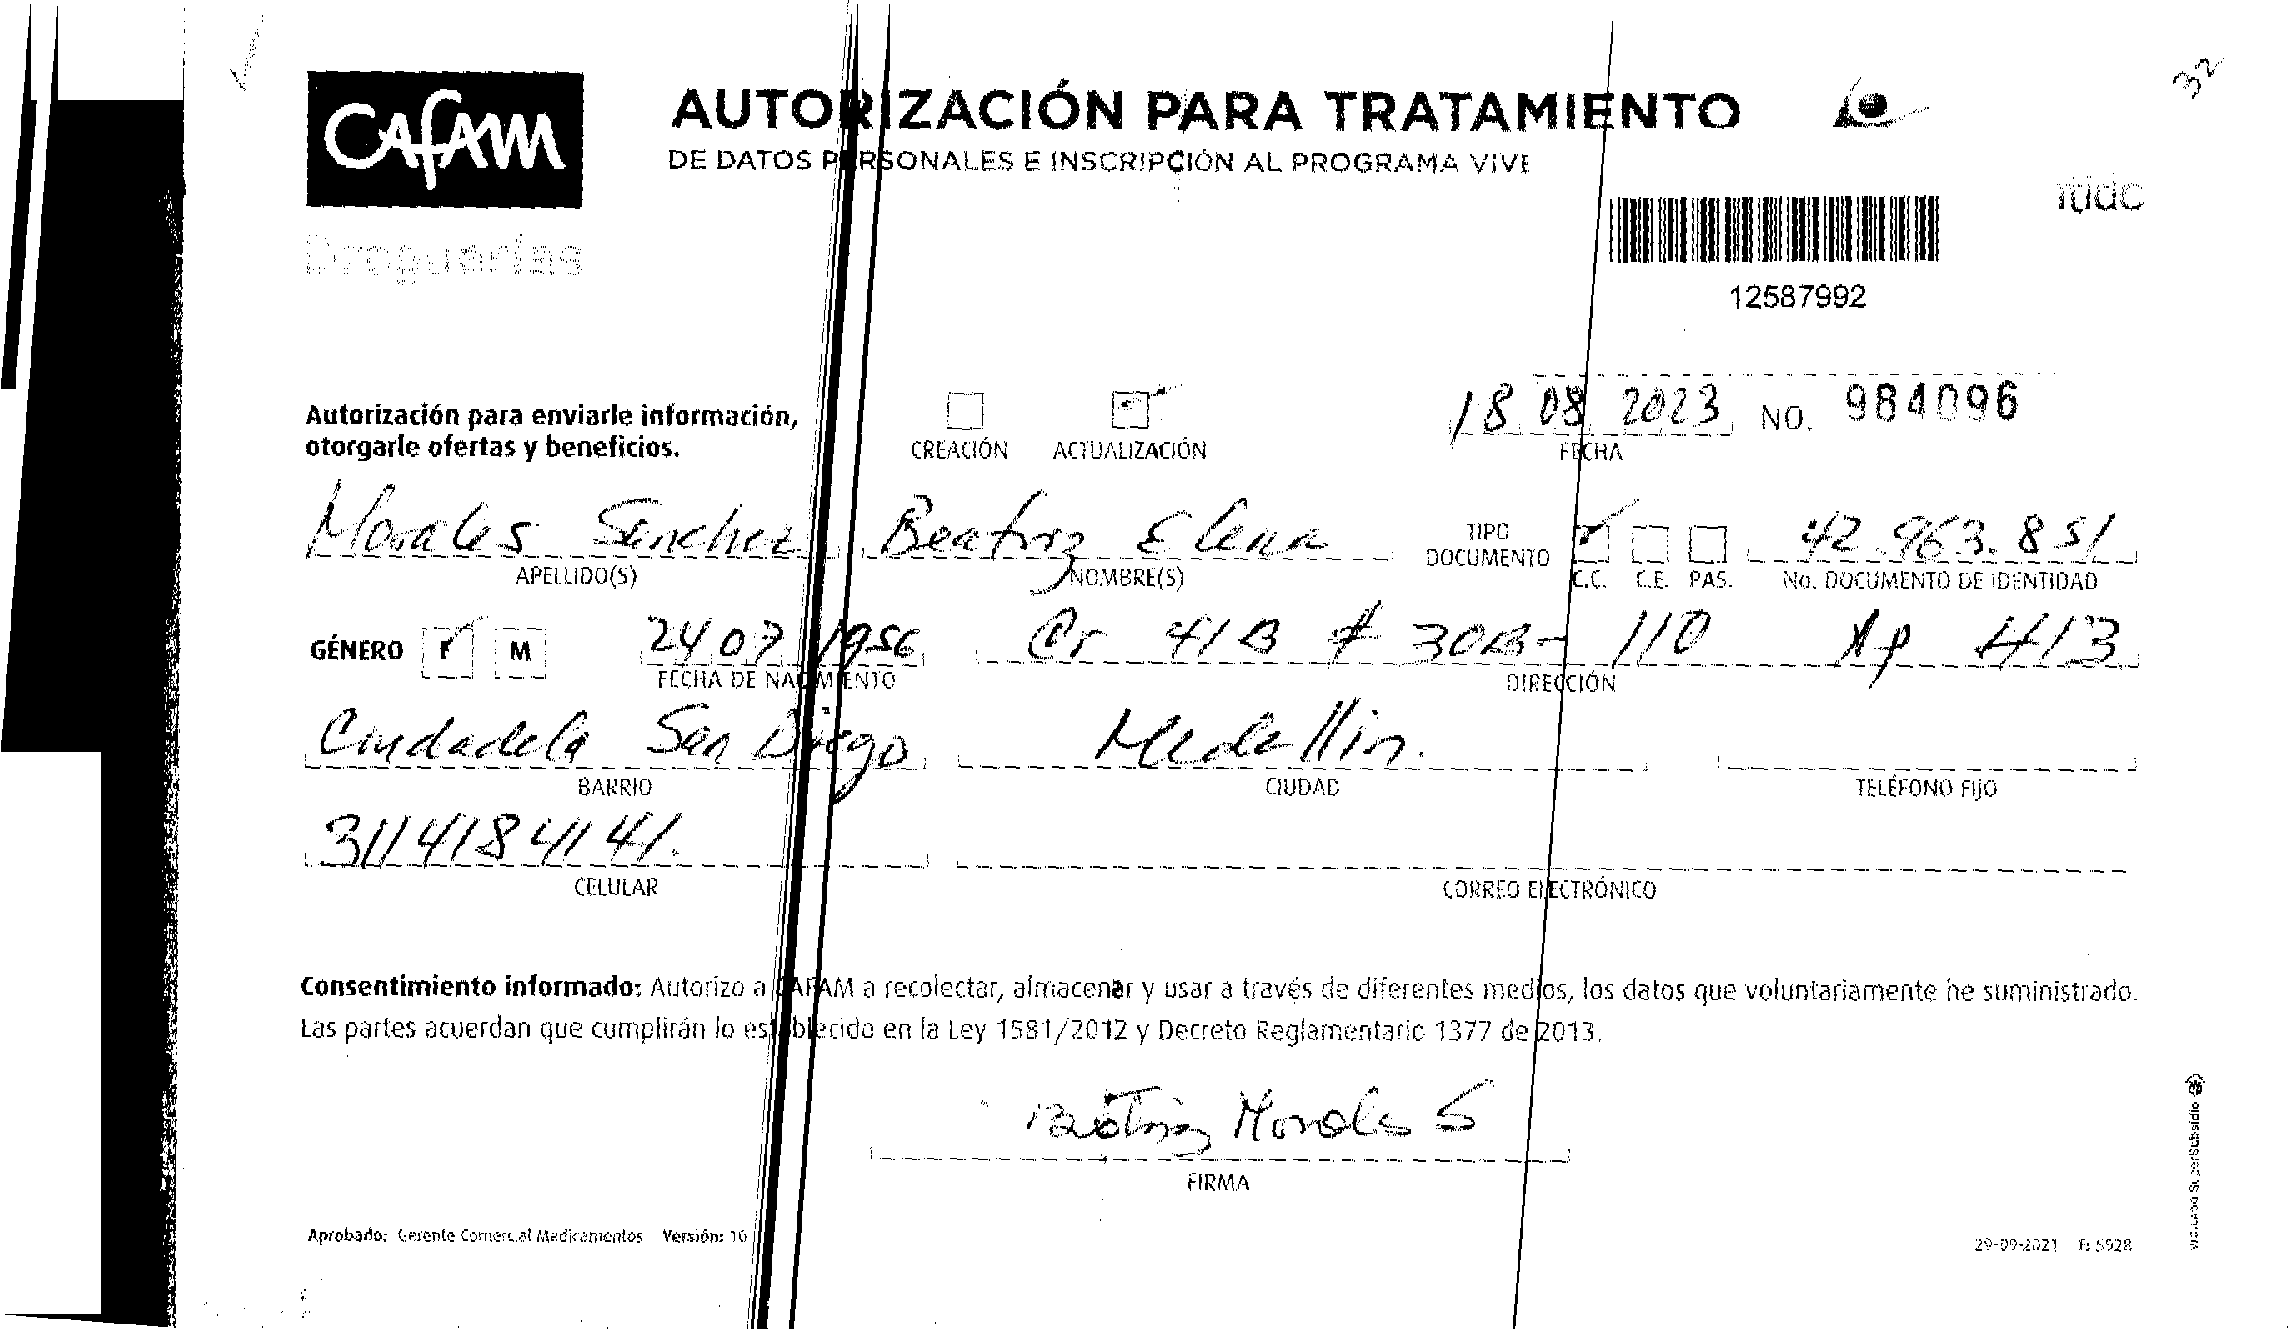 CAFAM
Droguerías
AUTORIZACIÓN PARA TRATAMIENTO
DE DATOS PERSONALES E INSCRIPCIÓN AL PROGRAMA VIVE
32
12587992
Autorización para enviarle información,
otorgarle ofertas y beneficios.
CREACIÓN ACTUALIZACIÓN
18 08 2023 NO. 984096
FECHA
Morales Sanchez Beatriz Elena TIPO DOCUMENTO 42.963.851
APELLIDO(S) NOMBRE(S) C.C. C.E. PAS. No. DOCUMENTO DE IDENTIDAD
GÉNERO F M 24 07 1956 Cr 41B # 30B-110 Ap 413
FECHA DE NACIMIENTO DIRECCIÓN
Ciudadela San Diego Medellin.
BARRIO CIUDAD TELÉFONO FIJO
3114184141.
CELULAR CORREO ELECTRÓNICO
Consentimiento informado: Autorizo a CAFAM a recolectar, almacenar y usar a través de diferentes medios, los datos que voluntariamente he suministrado.
Las partes acuerdan que cumplirán lo establecido en la Ley 1581/2012 y Decreto Reglamentario 1377 de 2013.
Beatriz Morales S
FIRMA
Aprobado: Gerente Comercial Medicamentos Versión: 10
29-09-2021 F: 5928
VIGILADO SuperSubsidio